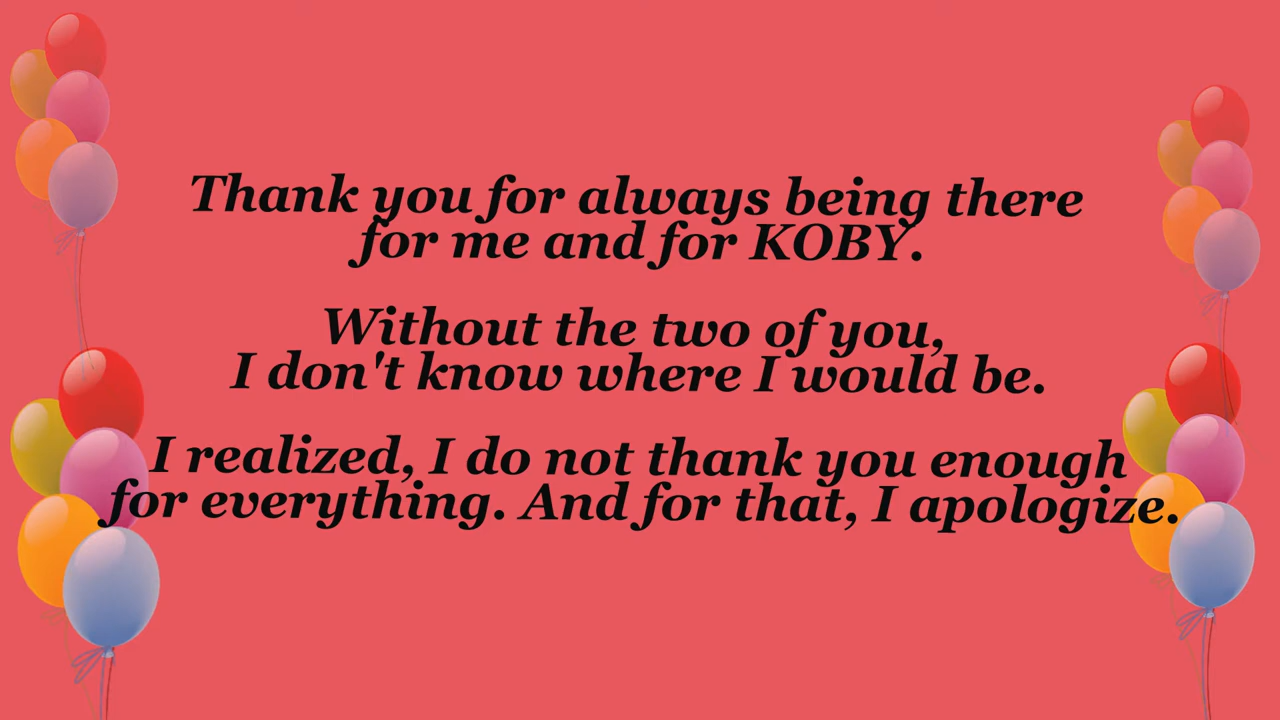 Thank you for always being there
for me and for KOBY.
Without the two of you,
I don't know where I would be.
I realized, I do not thank you enough
for everything. And for that, I apologize.